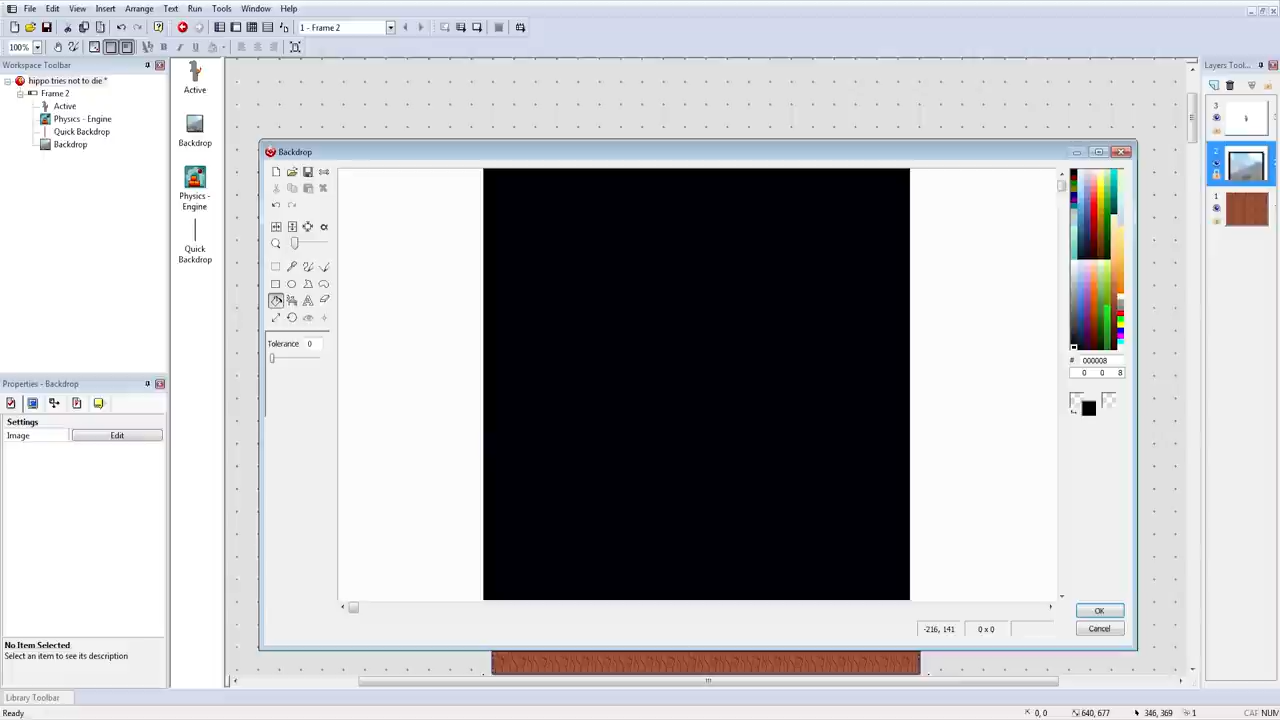 File Edit View Insert Arrange Text Run Tools Window Help
1 - Frame 2
100%
Workspace Toolbar
hippo tries not to die *
Frame 2
Active
Physics - Engine
Quick Backdrop
Backdrop
Active
Backdrop
Physics -
Engine
Quick
Backdrop
Layers Tool...
3
2
1
Backdrop
Tolerance 0
# 000008
0 0 8
OK
Cancel
-216, 141 0 x 0
Properties - Backdrop
Settings
Image Edit
No Item Selected
Select an item to see its description
Library Toolbar
Ready 0, 0 640, 677 346, 369 1 CAP NUM